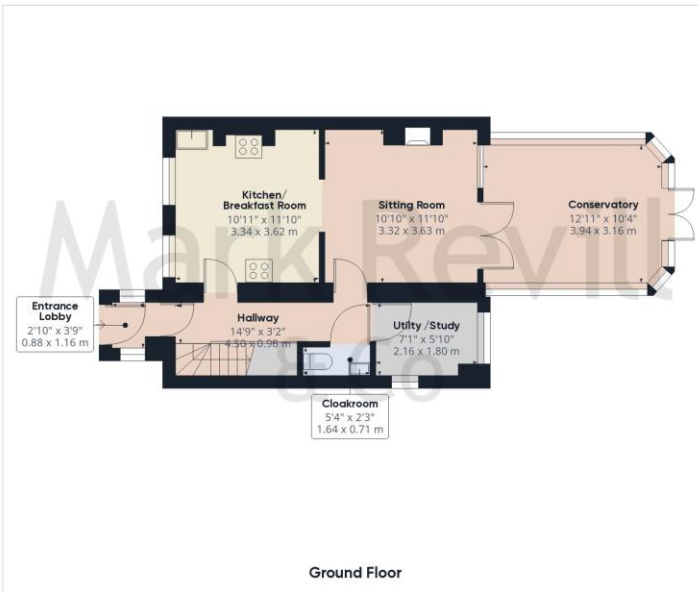 Kitchen/
Breakfast Room
10'11" x 11'10"
3.34 x 3.62 m
Sitting Room
10'10" x 11'10"
3.32 x 3.63 m
Conservatory
12'11" x 10'4"
3.94 x 3.16 m
Mark Revill
& Co
Entrance
Lobby
2'10" x 3'9"
0.88 x 1.16 m
Hallway
14'9" x 3'2"
4.50 x 0.98 m
Utility /Study
7'1" x 5'10"
2.16 x 1.80 m
Cloakroom
5'4" x 2'3"
1.64 x 0.71 m
Ground Floor